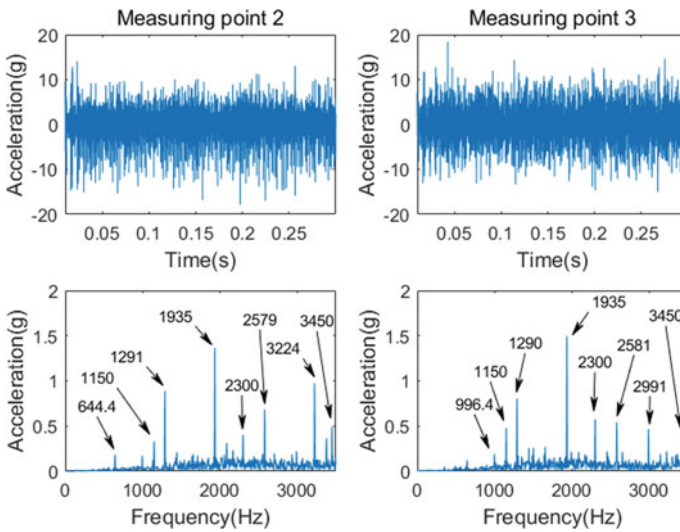 Measuring point 2
Measuring point 3
Acceleration(g)
20
10
0
-10
-20
0.05 0.1 0.15 0.2 0.25
Time(s)
Acceleration(g)
20
10
0
-10
-20
0.05 0.1 0.15 0.2 0.25
Time(s)
Acceleration(g)
2
1.5
1
0.5
0
644.4
1150
1291
1935
2300
2579
3224
3450
0 1000 2000 3000
Frequency(Hz)
Acceleration(g)
2
1.5
1
0.5
0
996.4
1150
1290
1935
2300
2581
2991
3450
0 1000 2000 3000
Frequency(Hz)